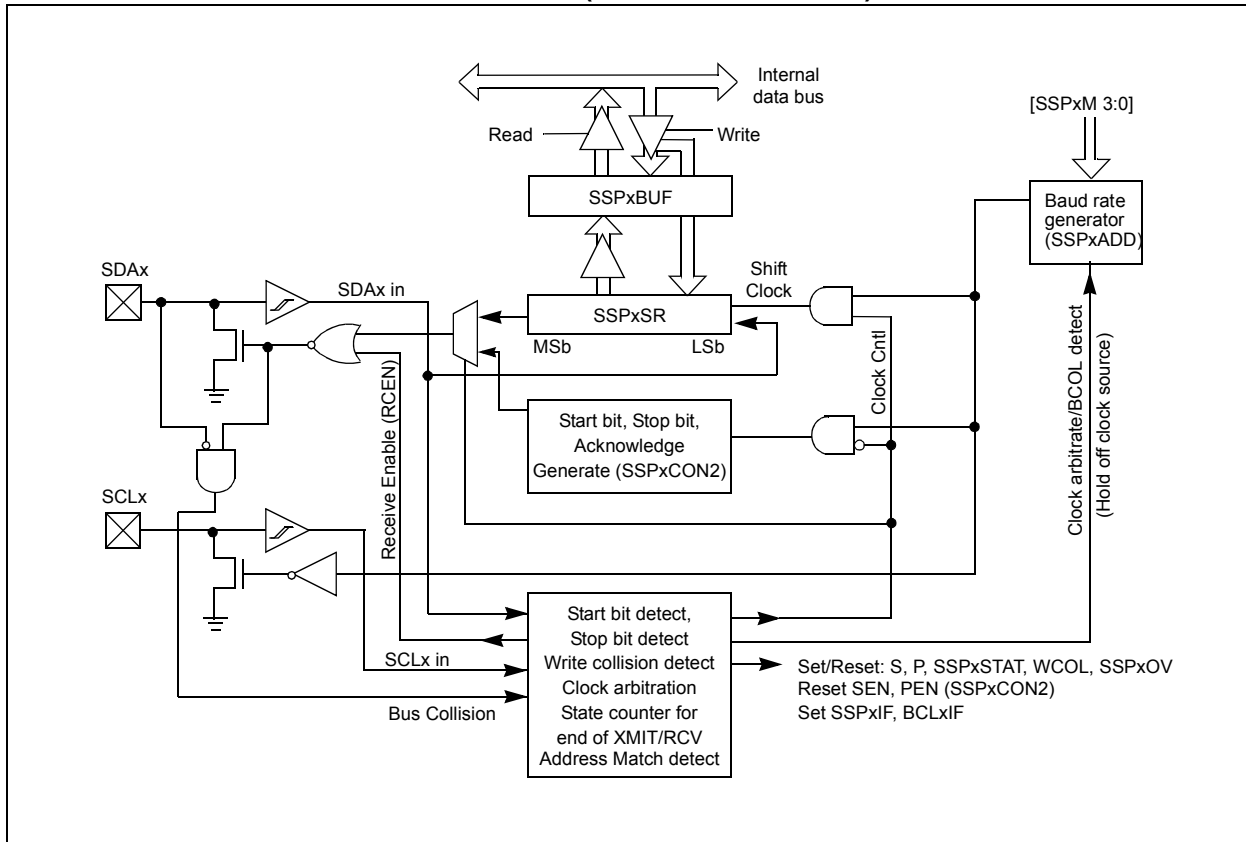 Internal
data bus
[SSPxM 3:0]
Read
Write
SSPxBUF
Baud rate
generator
(SSPxADD)
SDAx
SDAx in
Shift
Clock
SSPxSR
MSb
LSb
Start bit, Stop bit,
Acknowledge
Generate (SSPxCON2)
Clock Cntl
Receive Enable (RCEN)
Clock arbitrate/BCOL detect
(Hold off clock source)
SCLx
SCLx in
Bus Collision
Start bit detect,
Stop bit detect
Write collision detect
Clock arbitration
State counter for
end of XMIT/RCV
Address Match detect
Set/Reset: S, P, SSPxSTAT, WCOL, SSPxOV
Reset SEN, PEN (SSPxCON2)
Set SSPxIF, BCLxIF